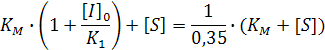 K_M · (1 + [I]_0 / K_1) + [S] = 1 / 0,35 · (K_M + [S])